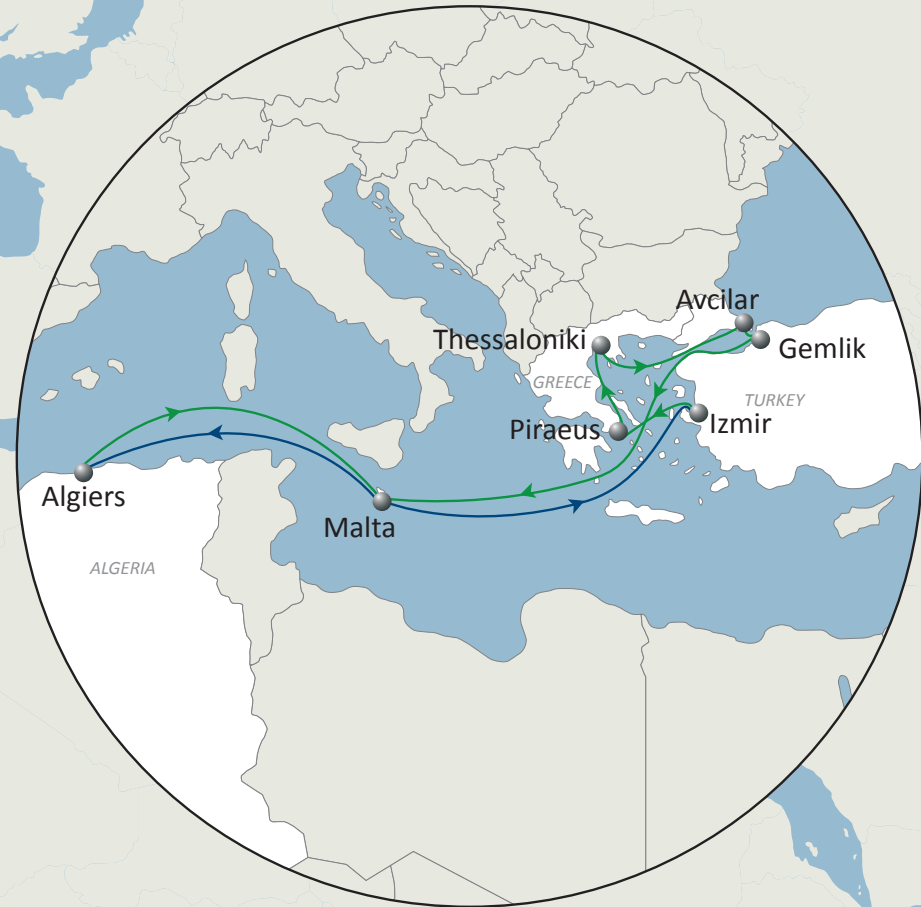 Avcilar
Thessaloniki
Gemlik
GREECE
TURKEY
Piraeus
Izmir
Algiers
Malta
ALGERIA